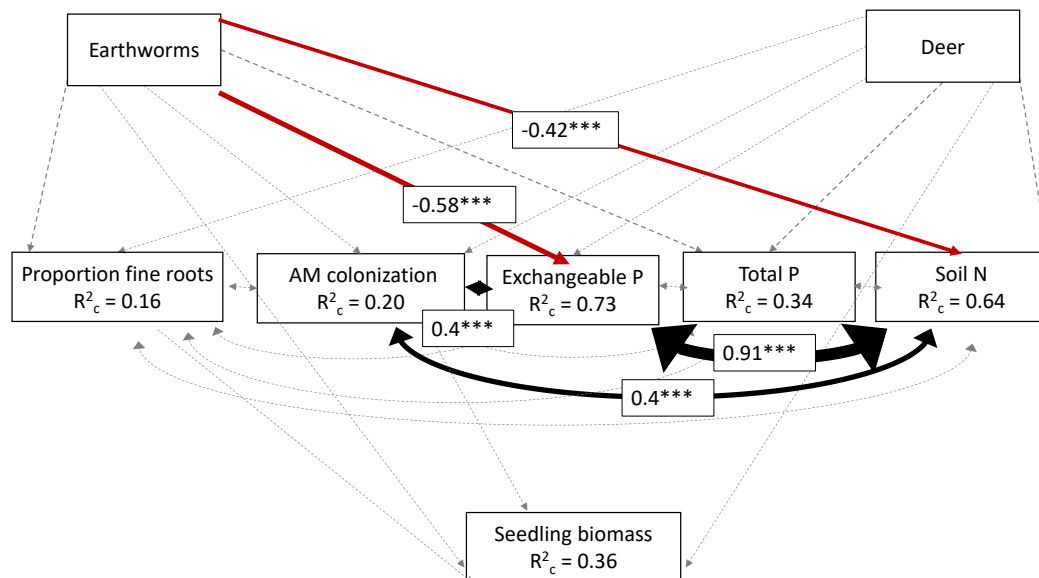 Earthworms
Deer
-0.42***
-0.58***
Proportion fine roots
R²c = 0.16
AM colonization
R²c = 0.20
Exchangeable P
R²c = 0.73
Total P
R²c = 0.34
Soil N
R²c = 0.64
0.4***
0.91***
0.4***
Seedling biomass
R²c = 0.36